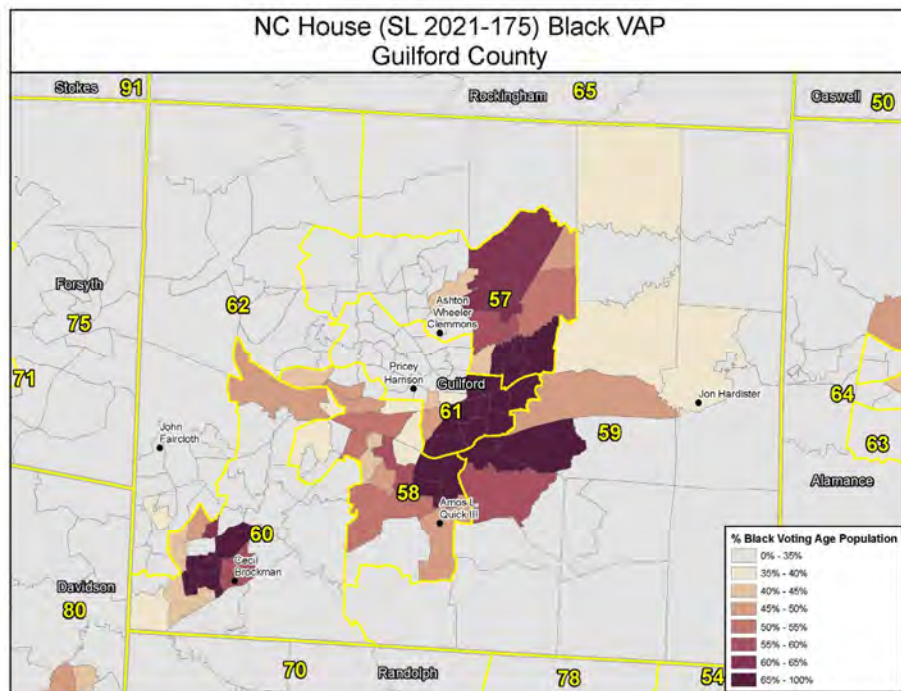 NC House (SL 2021-175) Black VAP
Guilford County
Stokes
91
Rockingham
65
Caswell
50
Forsyth
75
62
57
Ashton
Wheeler
Clemmons
71
Pricey
Harrison
Guilford
61
Jon Hardister
64
John
Faircloth
59
63
58
Amos L.
Quick III
Alamance
60
Cecil
Brockman
Davidson
80
70
Randolph
78
54
% Black Voting Age Population
0% - 35%
35% - 40%
40% - 45%
45% - 50%
50% - 55%
55% - 60%
60% - 65%
65% - 100%